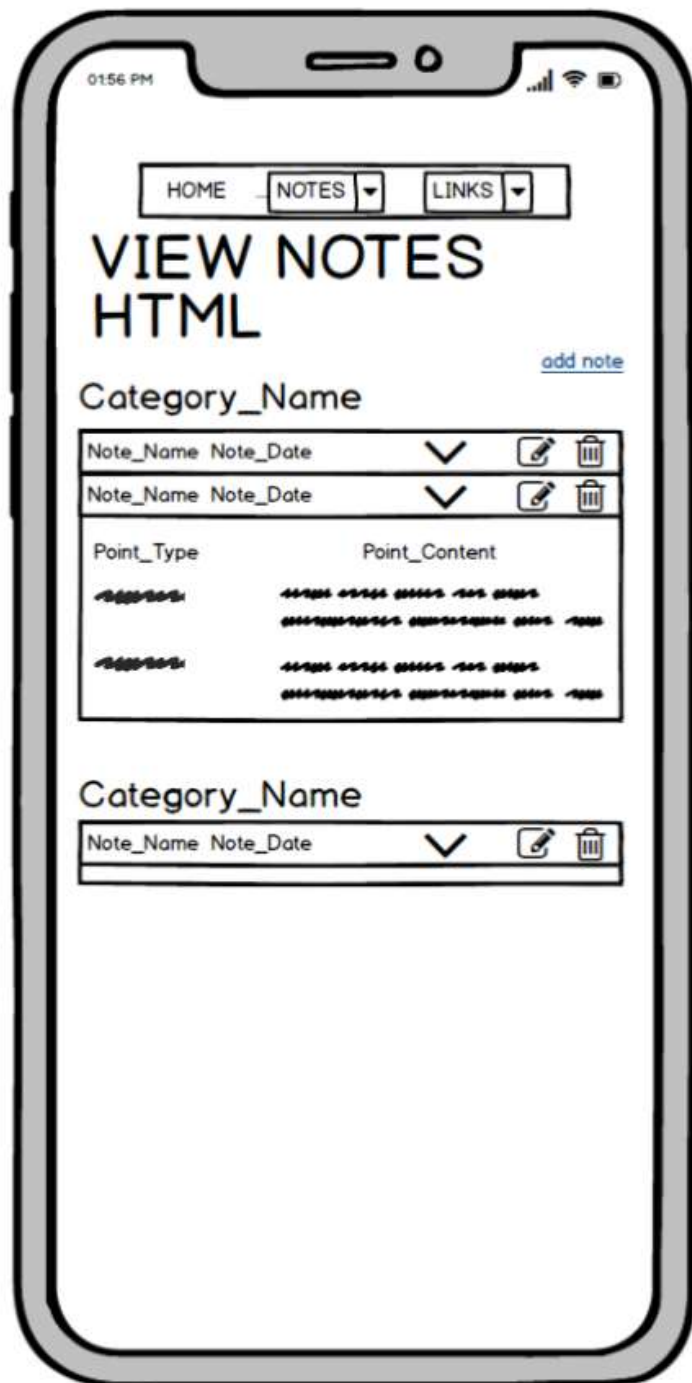 01:56 PM
HOME NOTES LINKS
VIEW NOTES
HTML
add note
Category_Name
Note_Name Note_Date
Note_Name Note_Date
Point_Type Point_Content
Category_Name
Note_Name Note_Date